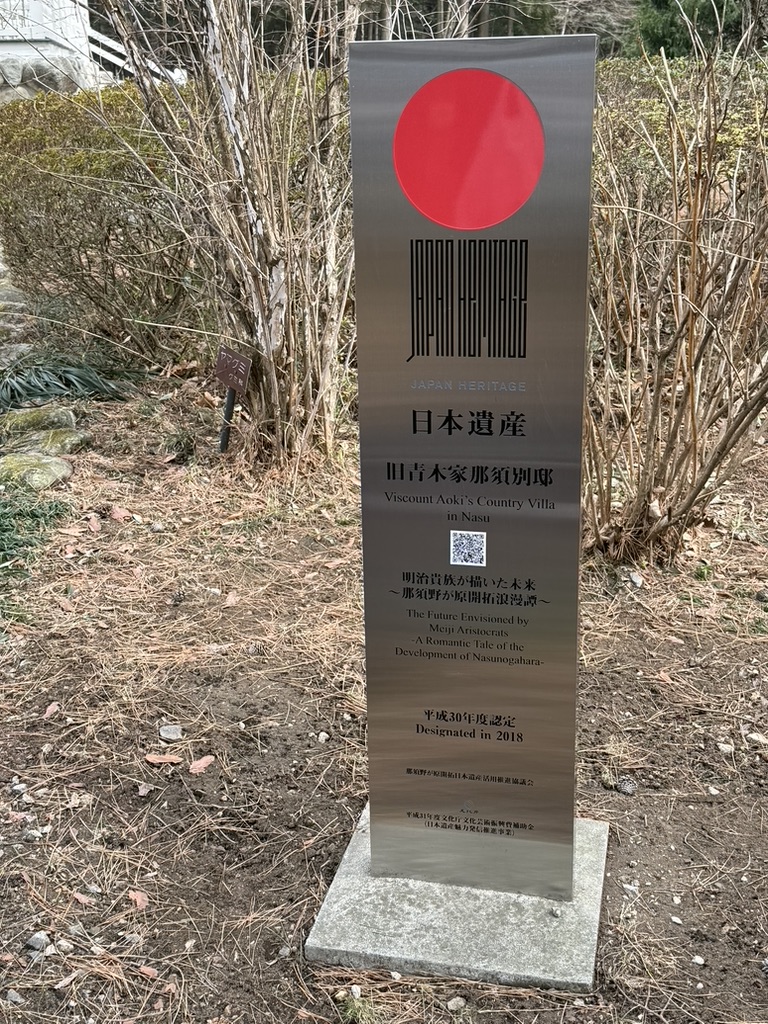 JAPAN HERITAGE
JAPAN HERITAGE
日本遺産
旧青木家那須別邸
Viscount Aoki's Country Villa
in Nasu
明治貴族が描いた未来
~那須野が原開拓浪漫譚~
The Future Envisioned by
Meiji Aristocrats
-A Romantic Tale of the
Development of Nasunogahara-
平成30年度認定
Designated in 2018
那須野が原開拓日本遺産活用推進協議会
平成31年度文化庁文化芸術振興費補助金
(日本遺産魅力発信推進事業)